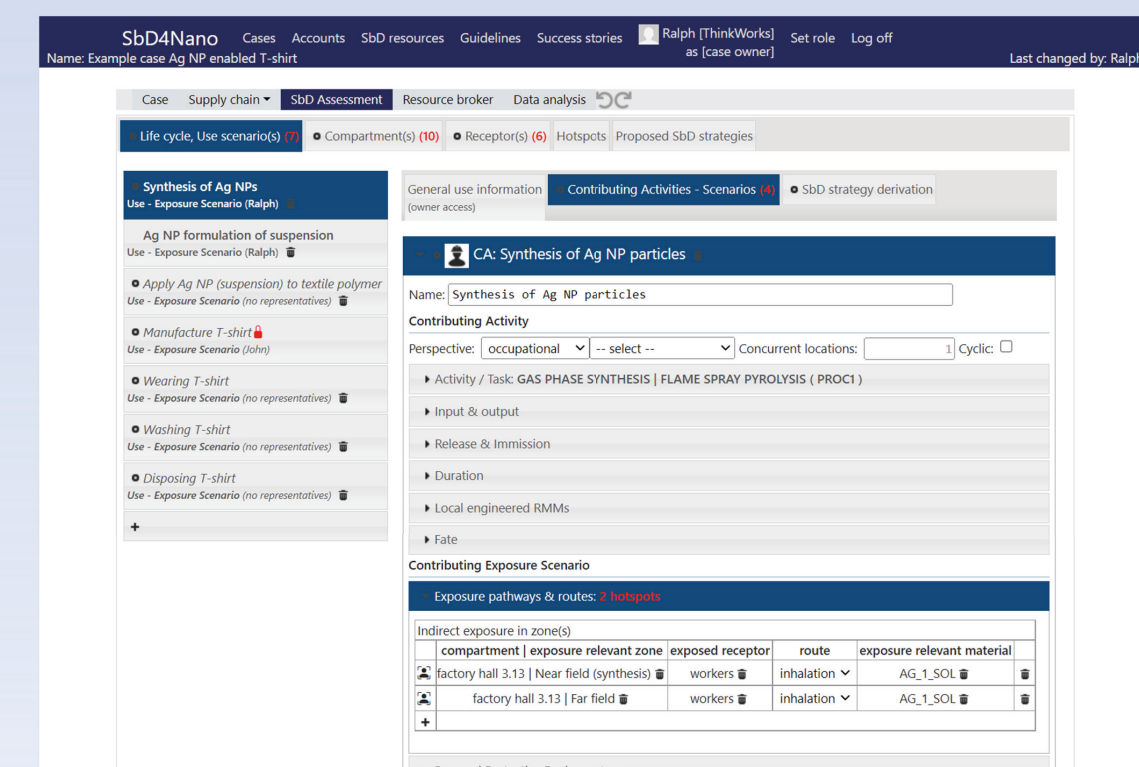 SbD4Nano Cases Accounts SbD resources Guidelines Success stories Ralph [ThinkWorks] as [case owner] Set role Log off
Name: Example case Ag NP enabled T-shirt Last changed by: Ralph
Case Supply chain SbD Assessment Resource broker Data analysis
Life cycle, Use scenario(s) (7) Compartment(s) (10) Receptor(s) (6) Hotspots Proposed SbD strategies
Synthesis of Ag NPs
Use - Exposure Scenario (Ralph)
Ag NP formulation of suspension
Use - Exposure Scenario (Ralph)
Apply Ag NP (suspension) to textile polymer
Use - Exposure Scenario (no representatives)
Manufacture T-shirt
Use - Exposure Scenario (John)
Wearing T-shirt
Use - Exposure Scenario (no representatives)
Washing T-shirt
Use - Exposure Scenario (no representatives)
Disposing T-shirt
Use - Exposure Scenario (no representatives)
+
General use information Contributing Activities - Scenarios (4) SbD strategy derivation
(owner access)
CA: Synthesis of Ag NP particles
Name: Synthesis of Ag NP particles
Contributing Activity
Perspective: occupational -- select -- Concurrent locations: 1 Cyclic:
Activity / Task: GAS PHASE SYNTHESIS | FLAME SPRAY PYROLYSIS ( PROC1 )
Input & output
Release & Immission
Duration
Local engineered RMMs
Fate
Contributing Exposure Scenario
Exposure pathways & routes: 2 hotspots
Indirect exposure in zone(s)
compartment | exposure relevant zone exposed receptor route exposure relevant material
factory hall 3.13 | Near field (synthesis) workers inhalation AG_1_SOL
factory hall 3.13 | Far field workers inhalation AG_1_SOL
+